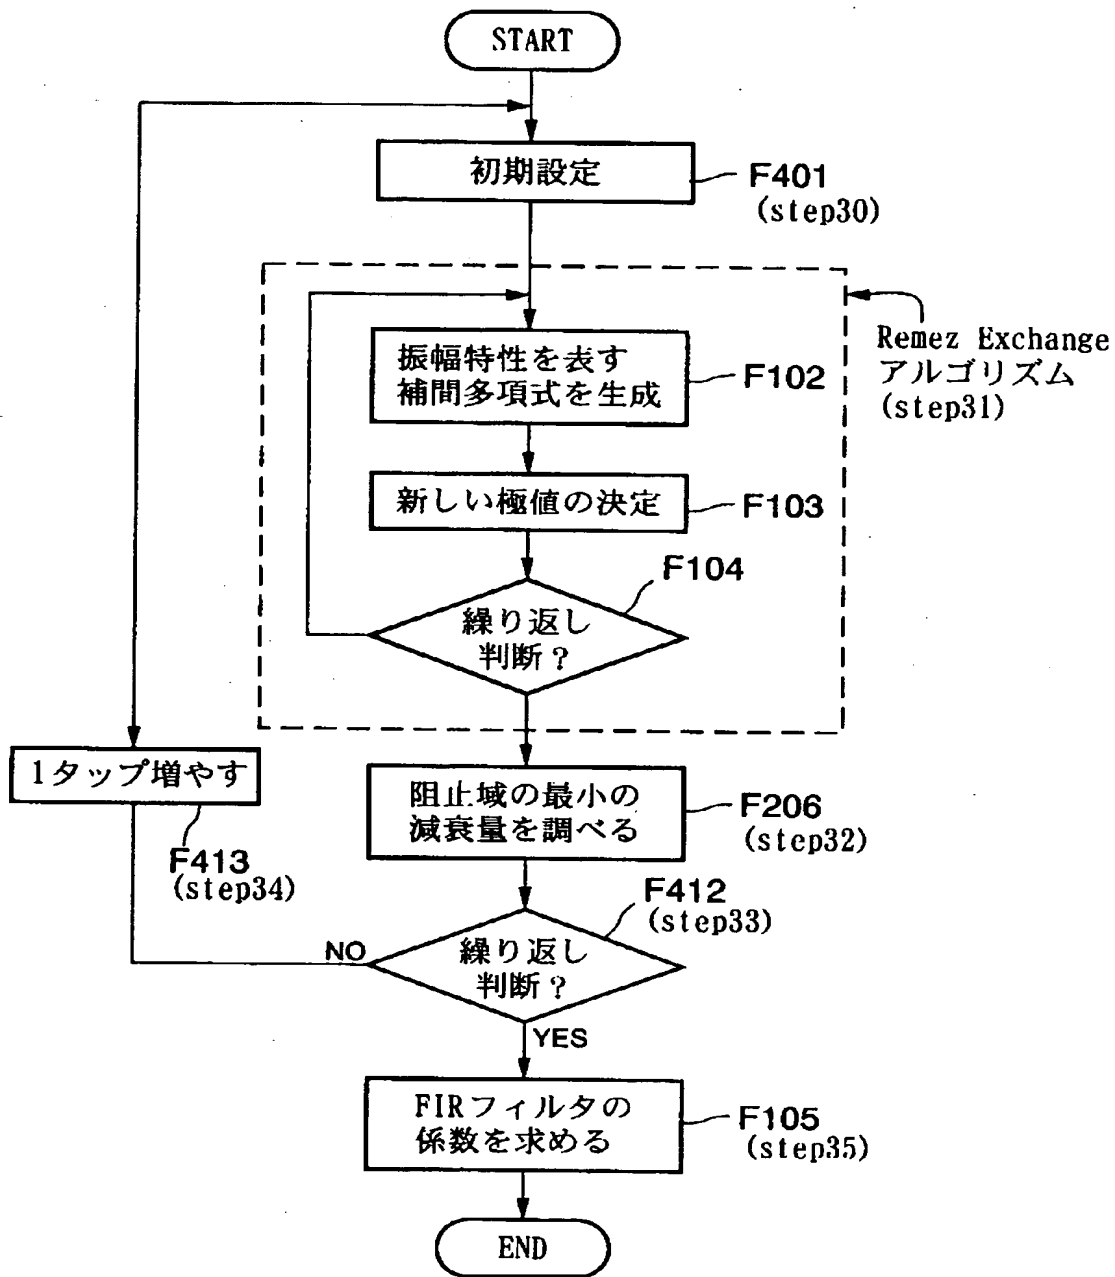 START
初期設定
F401
(step30)
Remez Exchange
アルゴリズム
(step31)
振幅特性を表す
補間多項式を生成
F102
新しい極値の決定
F103
F104
繰り返し
判断?
1タップ増やす
F413
(step34)
阻止域の最小の
減衰量を調べる
F206
(step32)
F412
(step33)
NO
繰り返し
判断?
YES
FIRフィルタの
係数を求める
F105
(step35)
END